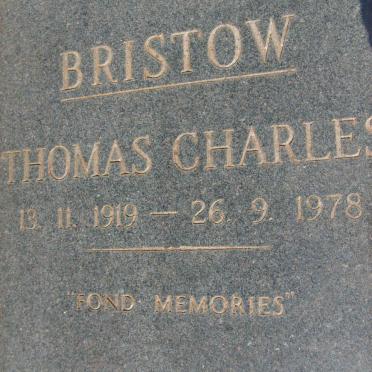 BRISTOW
THOMAS CHARLES
13. 11. 1919 — 26. 9. 1978
"FOND MEMORIES"